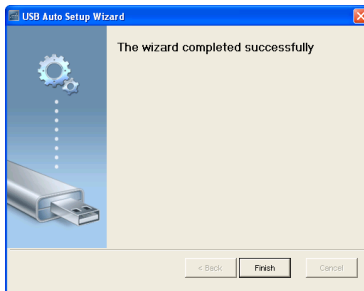 USB Auto Setup Wizard
The wizard completed successfully
< Back
Finish
Cancel